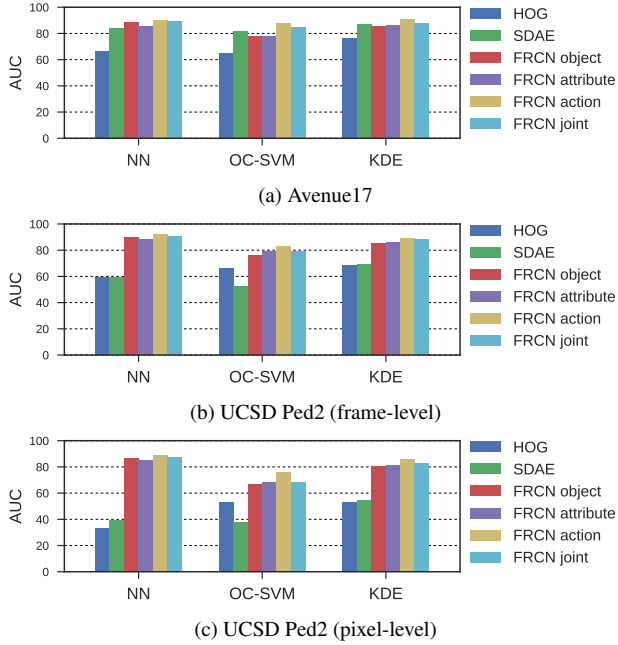 100
80
60
40
20
0
AUC
NN OC-SVM KDE
HOG
SDAE
FRCN object
FRCN attribute
FRCN action
FRCN joint
(a) Avenue17
100
80
60
40
20
0
AUC
NN OC-SVM KDE
HOG
SDAE
FRCN object
FRCN attribute
FRCN action
FRCN joint
(b) UCSD Ped2 (frame-level)
100
80
60
40
20
0
AUC
NN OC-SVM KDE
HOG
SDAE
FRCN object
FRCN attribute
FRCN action
FRCN joint
(c) UCSD Ped2 (pixel-level)